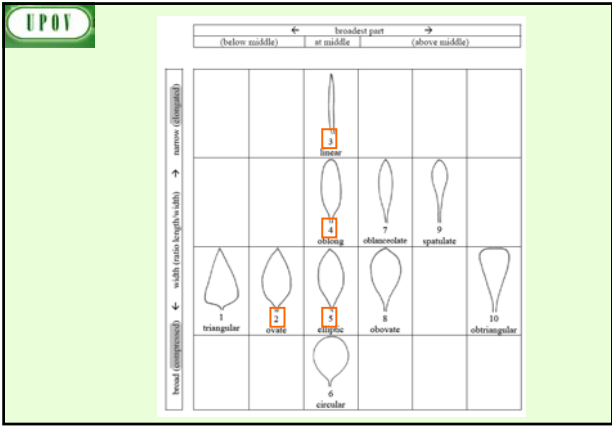 UPOV
← broadest part →
(below middle) at middle (above middle)
narrow (elongated)
width (ratio length/width)
broad (compressed)
3
linear
4 7 9
oblong oblanceolate spatulate
1 2 5 8 10
triangular ovate elliptic obovate obtriangular
6
circular